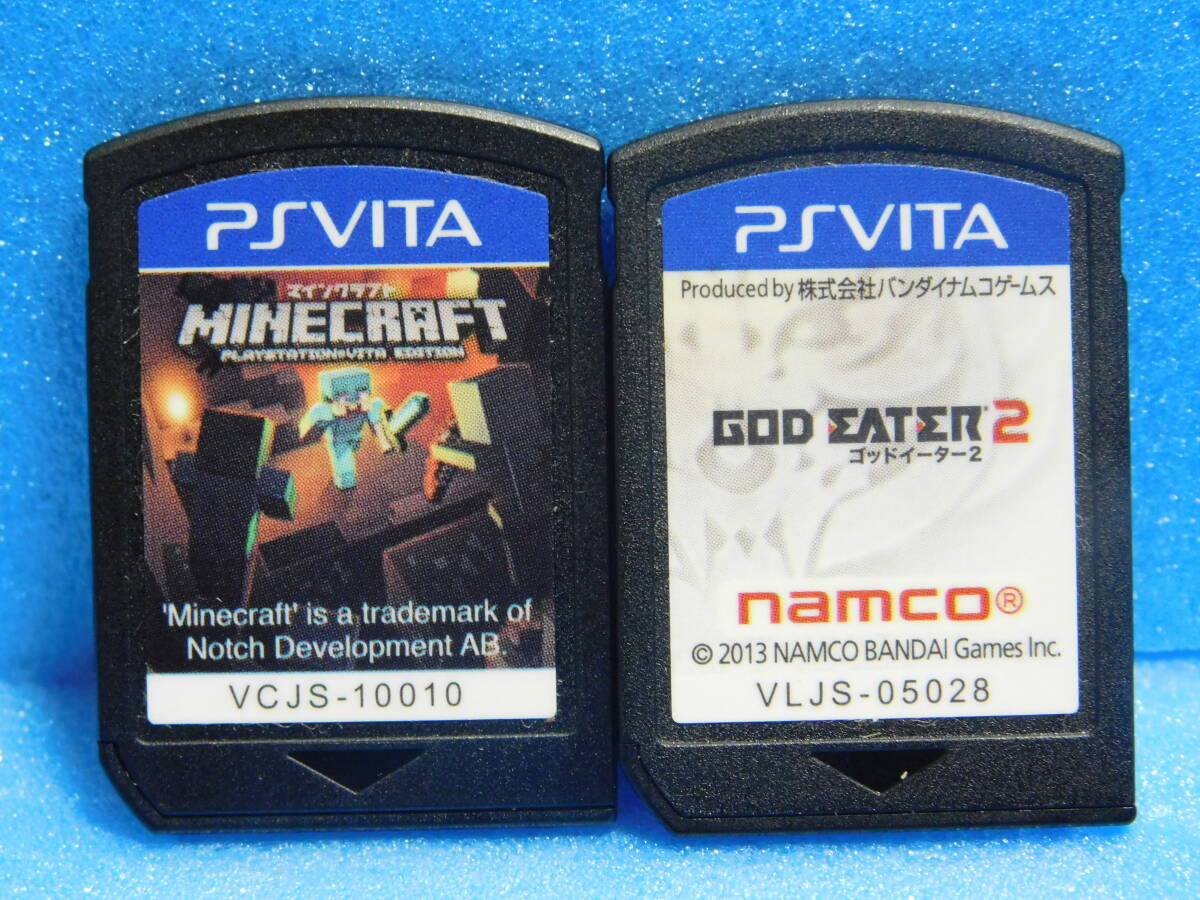 PSVITA
マインクラフト
MINECRAFT
PLAYSTATION®VITA EDITION
'Minecraft' is a trademark of
Notch Development AB.
VCJS-10010
PSVITA
Produced by 株式会社バンダイナムコゲームス
GOD EATER 2
ゴッドイーター2
namco®
© 2013 NAMCO BANDAI Games Inc.
VLJS-05028